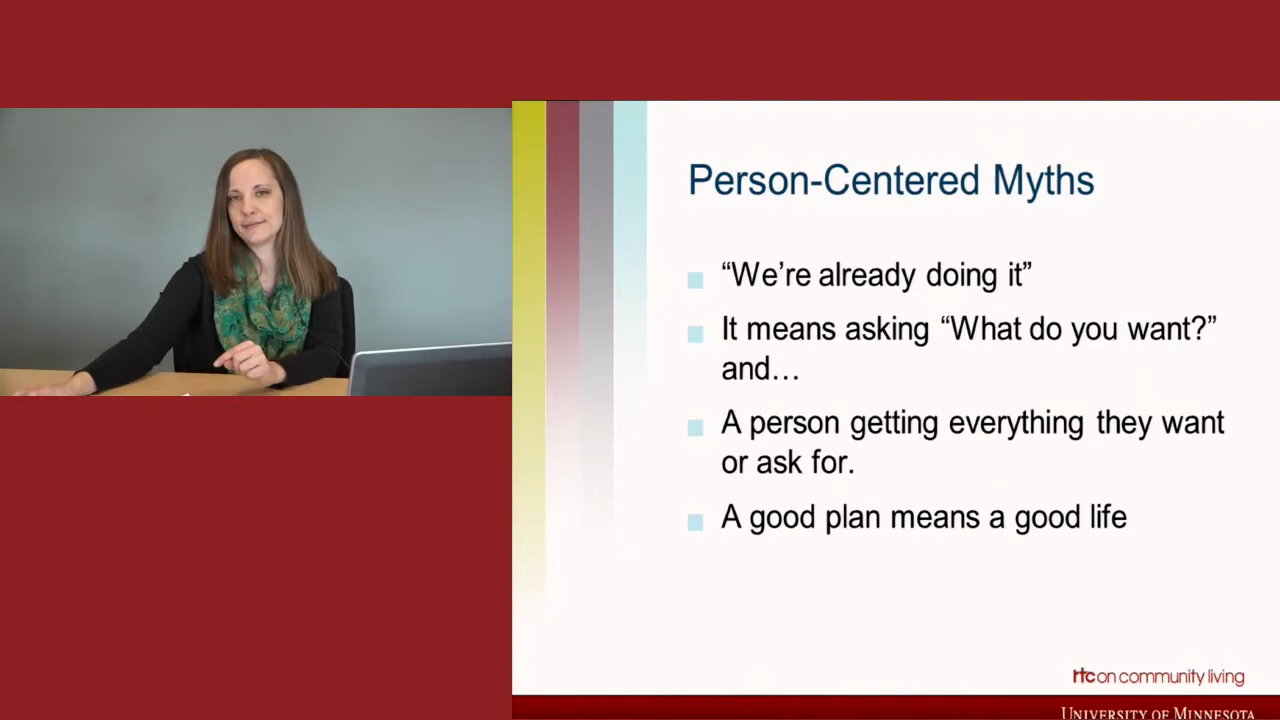 Person-Centered Myths
“We’re already doing it”
It means asking “What do you want?”
and…
A person getting everything they want
or ask for.
A good plan means a good life
rtc on community living
UNIVERSITY OF MINNESOTA